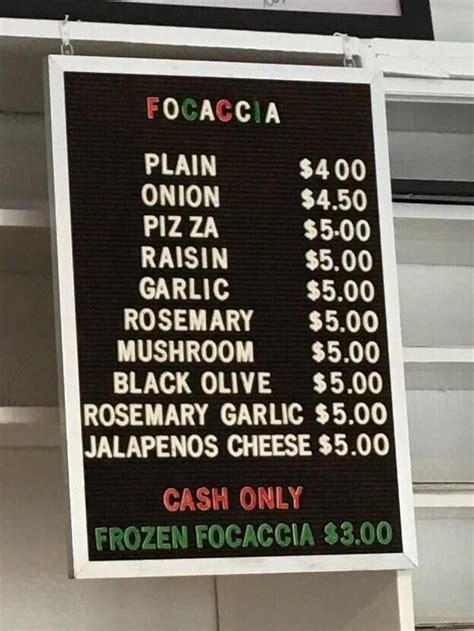 FOCACCIA
PLAIN $4 00
ONION $4.50
PIZ ZA $5-00
RAISIN $5.00
GARLIC $5.00
ROSEMARY $5.00
MUSHROOM $5.00
BLACK OLIVE $5.00
ROSEMARY GARLIC $5.00
JALAPENOS CHEESE $5.00
CASH ONLY
FROZEN FOCACCIA $3.00